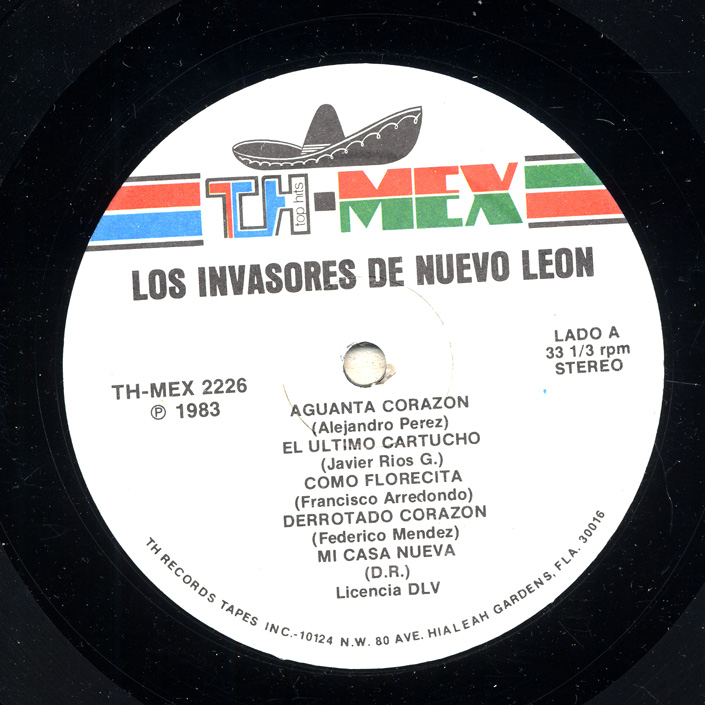 TH top hits-MEX
LOS INVASORES DE NUEVO LEON
LADO A
33 1/3 rpm
STEREO
TH-MEX 2226
℗ 1983
AGUANTA CORAZON
(Alejandro Perez)
EL ULTIMO CARTUCHO
(Javier Rios G.)
COMO FLORECITA
(Francisco Arredondo)
DERROTADO CORAZON
(Federico Mendez)
MI CASA NUEVA
(D.R.)
Licencia DLV
TH RECORDS TAPES INC.-10124 N.W. 80 AVE. HIALEAH GARDENS, FLA. 30016